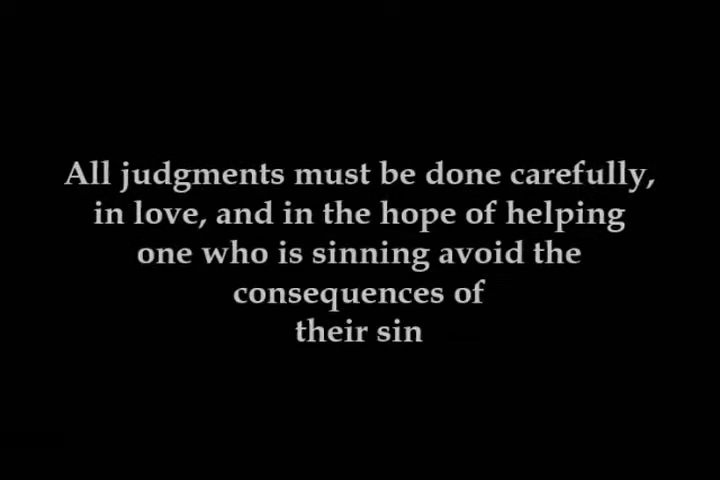 All judgments must be done carefully,
in love, and in the hope of helping
one who is sinning avoid the
consequences of
their sin